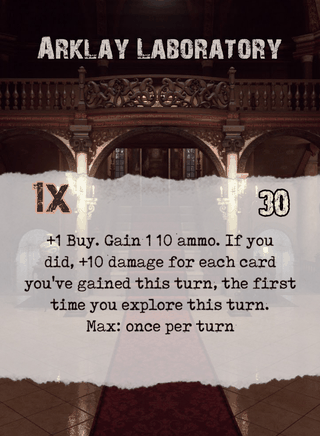 ARKLAY LABORATORY
1X
30
+1 Buy. Gain 1 10 ammo. If you
did, +10 damage for each card
you've gained this turn, the first
time you explore this turn.
Max: once per turn